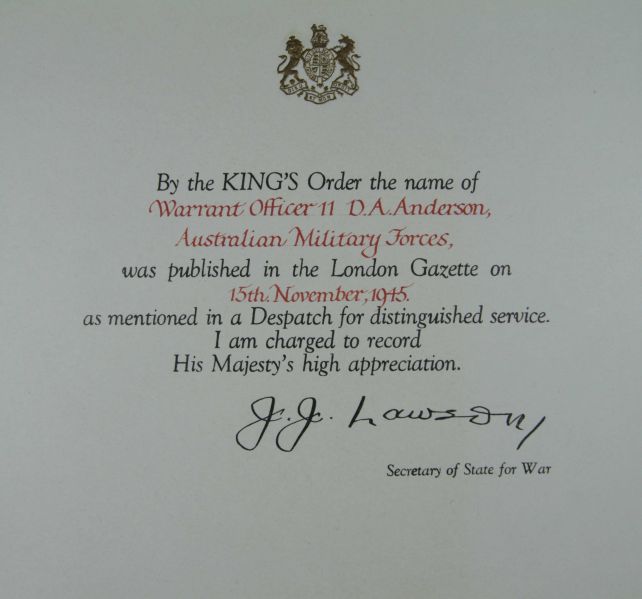 By the KING'S Order the name of
Warrant Officer 11 D.A. Anderson,
Australian Military Forces,
was published in the London Gazette on
15th. November, 1945.
as mentioned in a Despatch for distinguished service.
I am charged to record
His Majesty's high appreciation.
J.J. Lawson
Secretary of State for War